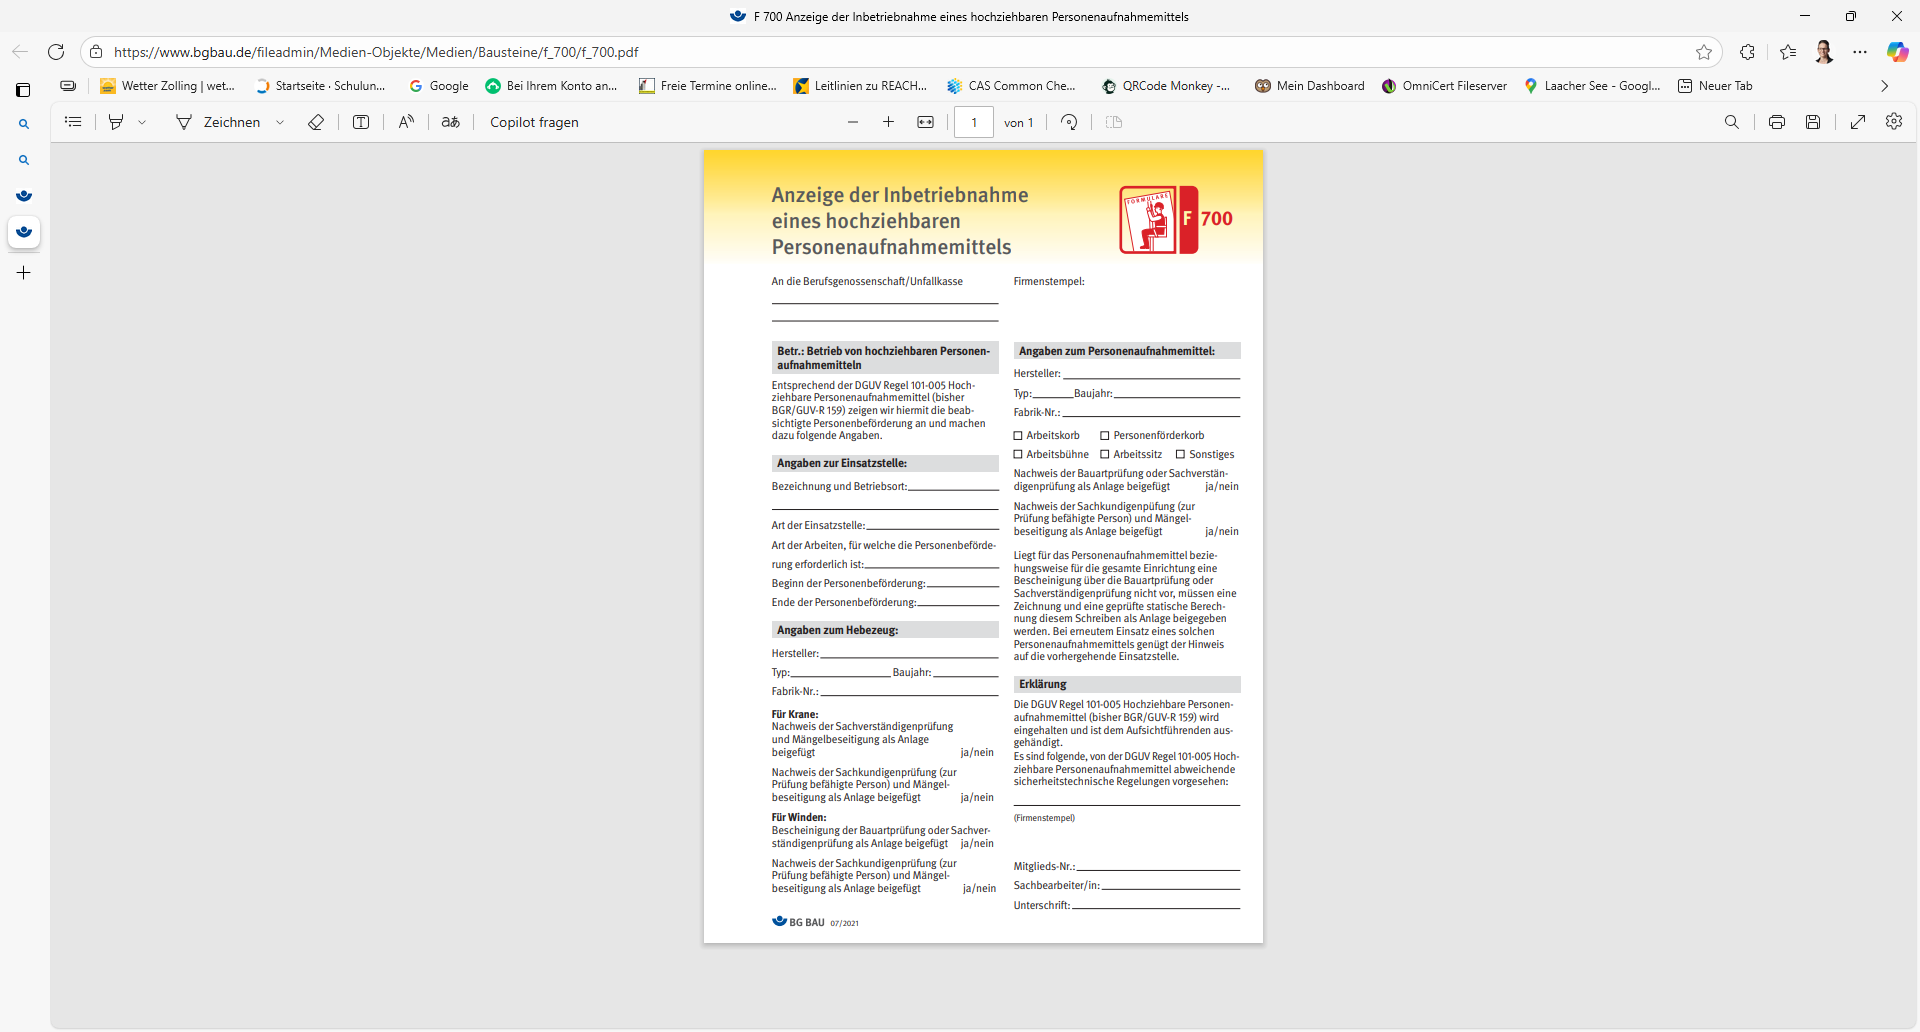 F 700 Anzeige der Inbetriebnahme eines hochziehbaren Personenaufnahmemittels
https://www.bgbau.de/fileadmin/Medien-Objekte/Medien/Bausteine/f_700/f_700.pdf
Wetter Zolling | wet...
Startseite · Schulun...
Google
Bei Ihrem Konto an...
Freie Termine online...
Leitlinien zu REACH...
CAS Common Che...
QRCode Monkey -...
Mein Dashboard
OmniCert Fileserver
Laacher See - Googl...
Neuer Tab
Zeichnen
Copilot fragen
1 von 1
Anzeige der Inbetriebnahme
eines hochziehbaren
Personenaufnahmemittels
FORMULARE
F 700
An die Berufsgenossenschaft/Unfallkasse
Betr.: Betrieb von hochziehbaren Personen-
aufnahmemitteln
Entsprechend der DGUV Regel 101-005 Hoch-
ziehbare Personenaufnahmemittel (bisher
BGR/GUV-R 159) zeigen wir hiermit die beab-
sichtigte Personenbeförderung an und machen
dazu folgende Angaben.
Angaben zur Einsatzstelle:
Bezeichnung und Betriebsort:
Art der Einsatzstelle:
Art der Arbeiten, für welche die Personenbeförde-
rung erforderlich ist:
Beginn der Personenbeförderung:
Ende der Personenbeförderung:
Angaben zum Hebezeug:
Hersteller:
Typ: Baujahr:
Fabrik-Nr.:
Für Krane:
Nachweis der Sachverständigenprüfung
und Mängelbeseitigung als Anlage
beigefügt ja/nein
Nachweis der Sachkundigenprüfung (zur
Prüfung befähigte Person) und Mängel-
beseitigung als Anlage beigefügt ja/nein
Für Winden:
Bescheinigung der Bauartprüfung oder Sachver-
ständigenprüfung als Anlage beigefügt ja/nein
Nachweis der Sachkundigenprüfung (zur
Prüfung befähigte Person) und Mängel-
beseitigung als Anlage beigefügt ja/nein
BG BAU 07/2021
Firmenstempel:
Angaben zum Personenaufnahmemittel:
Hersteller:
Typ: Baujahr:
Fabrik-Nr.:
Arbeitskorb Personenförderkorb
Arbeitsbühne Arbeitssitz Sonstiges
Nachweis der Bauartprüfung oder Sachverstän-
digenprüfung als Anlage beigefügt ja/nein
Nachweis der Sachkundigenpüfung (zur
Prüfung befähigte Person) und Mängel-
beseitigung als Anlage beigefügt ja/nein
Liegt für das Personenaufnahmemittel bezie-
hungsweise für die gesamte Einrichtung eine
Bescheinigung über die Bauartprüfung oder
Sachverständigenprüfung nicht vor, müssen eine
Zeichnung und eine geprüfte statische Berech-
nung diesem Schreiben als Anlage beigegeben
werden. Bei erneutem Einsatz eines solchen
Personenaufnahmemittels genügt der Hinweis
auf die vorhergehende Einsatzstelle.
Erklärung
Die DGUV Regel 101-005 Hochziehbare Personen-
aufnahmemittel (bisher BGR/GUV-R 159) wird
eingehalten und ist dem Aufsichtführenden aus-
gehändigt.
Es sind folgende, von der DGUV Regel 101-005 Hoch-
ziehbare Personenaufnahmemittel abweichende
sicherheitstechnische Regelungen vorgesehen:
(Firmenstempel)
Mitglieds-Nr.:
Sachbearbeiter/in:
Unterschrift: